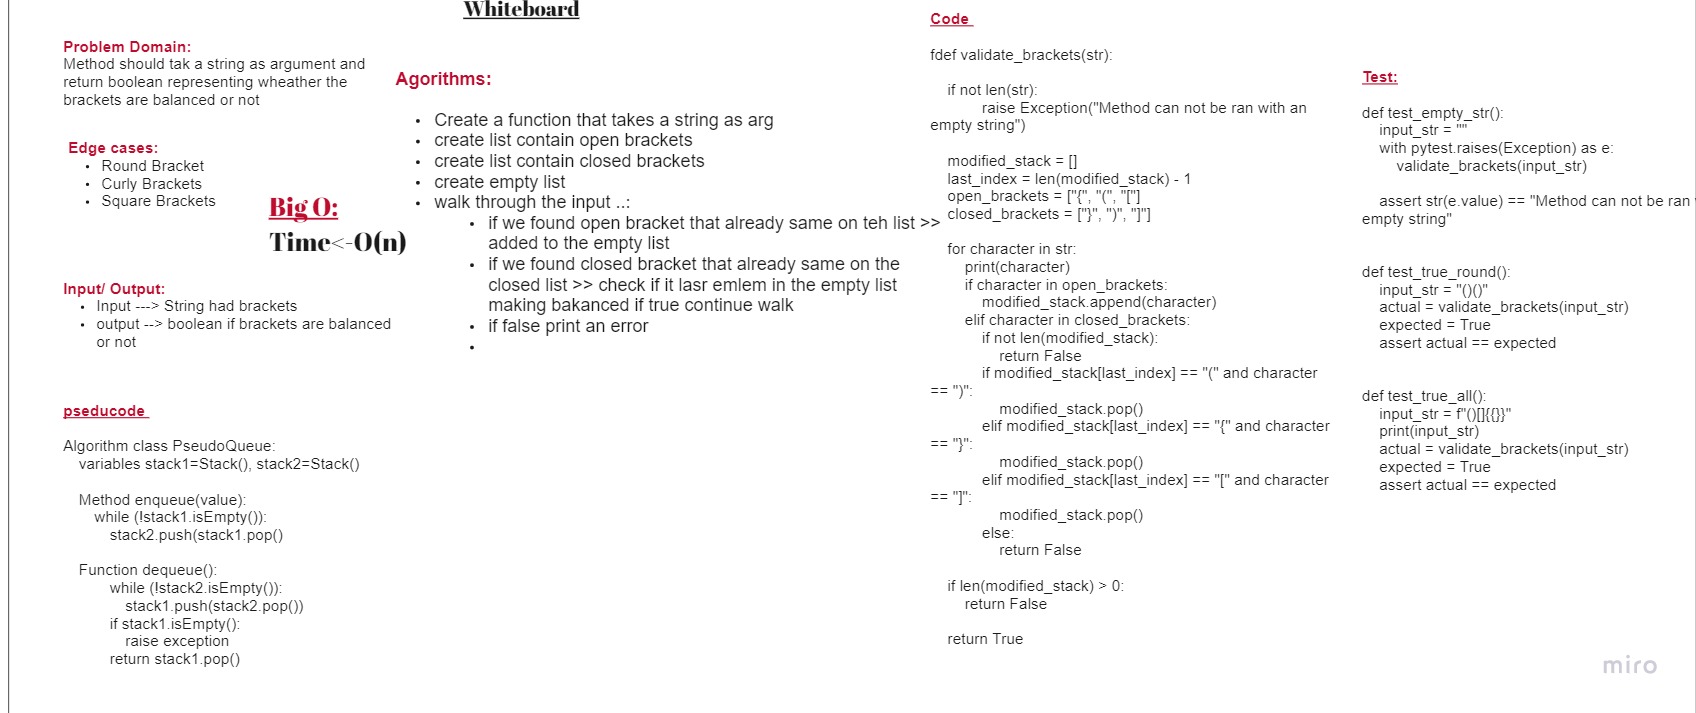 Whiteboard
Problem Domain:
Method should tak a string as argument and
return boolean representing wheather the
brackets are balanced or not
Edge cases:
• Round Bracket
• Curly Brackets
• Square Brackets
Big O:
Time<-O(n)
Input/ Output:
• Input ---> String had brackets
• output --> boolean if brackets are balanced
or not
pseducode
Algorithm class PseudoQueue:
variables stack1=Stack(), stack2=Stack()
Method enqueue(value):
while (!stack1.isEmpty()):
stack2.push(stack1.pop()
Function dequeue():
while (!stack2.isEmpty()):
stack1.push(stack2.pop())
if stack1.isEmpty():
raise exception
return stack1.pop()
Agorithms:
• Create a function that takes a string as arg
• create list contain open brackets
• create list contain closed brackets
• create empty list
• walk through the input ..:
• if we found open bracket that already same on teh list >>
added to the empty list
• if we found closed bracket that already same on the
closed list >> check if it lasr emlem in the empty list
making bakanced if true continue walk
• if false print an error
•
Code
fdef validate_brackets(str):
if not len(str):
raise Exception("Method can not be ran with an
empty string")
modified_stack = []
last_index = len(modified_stack) - 1
open_brackets = ["{", "(", "["]
closed_brackets = ["}", ")", "]"]
for character in str:
print(character)
if character in open_brackets:
modified_stack.append(character)
elif character in closed_brackets:
if not len(modified_stack):
return False
if modified_stack[last_index] == "(" and character
== ")":
modified_stack.pop()
elif modified_stack[last_index] == "{" and character
== "}":
modified_stack.pop()
elif modified_stack[last_index] == "[" and character
== "]":
modified_stack.pop()
else:
return False
if len(modified_stack) > 0:
return False
return True
Test:
def test_empty_str():
input_str = ""
with pytest.raises(Exception) as e:
validate_brackets(input_str)
assert str(e.value) == "Method can not be ran
empty string"
def test_true_round():
input_str = "()()"
actual = validate_brackets(input_str)
expected = True
assert actual == expected
def test_true_all():
input_str = f"()[]{{}}"
print(input_str)
actual = validate_brackets(input_str)
expected = True
assert actual == expected
miro